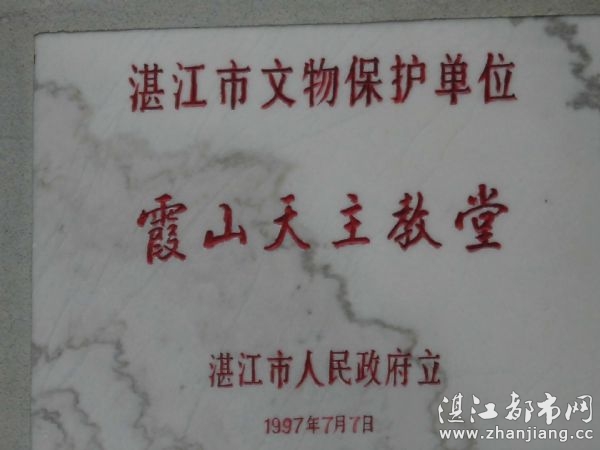 湛江市文物保护单位
霞山天主教堂
湛江市人民政府立
1997年7月7日
湛江都市网
www.zhanjiang.cc